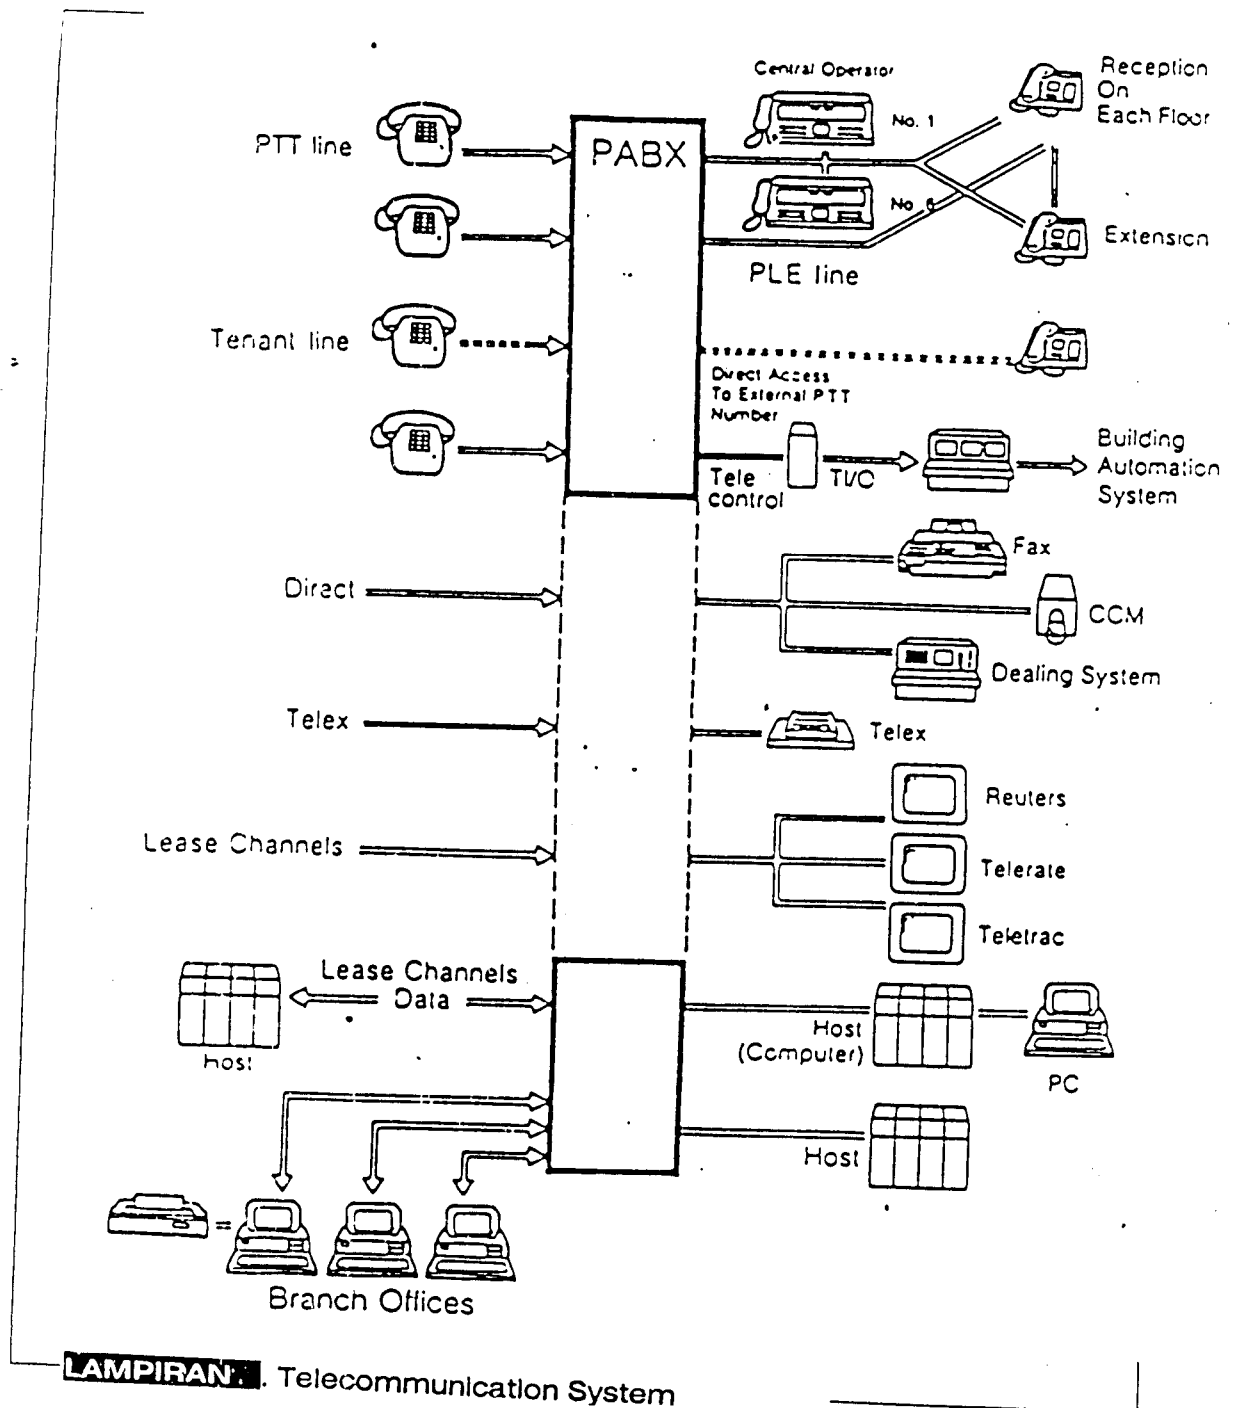 Central Operator
Reception
On
Each Floor
No. 1
PTT line
PABX
No. 6
Extension
PLE line
Tenant line
Direct Access
To External PTT
Number
Building
Automation
System
Tele
control
Fax
Direct
CCM
Dealing System
Telex
Telex
Reuters
Lease Channels
Telerate
Teletrac
Lease Channels
Data
Host
Host
(Computer)
PC
Host
Branch Offices
LAMPIRAN
. Telecommunication System